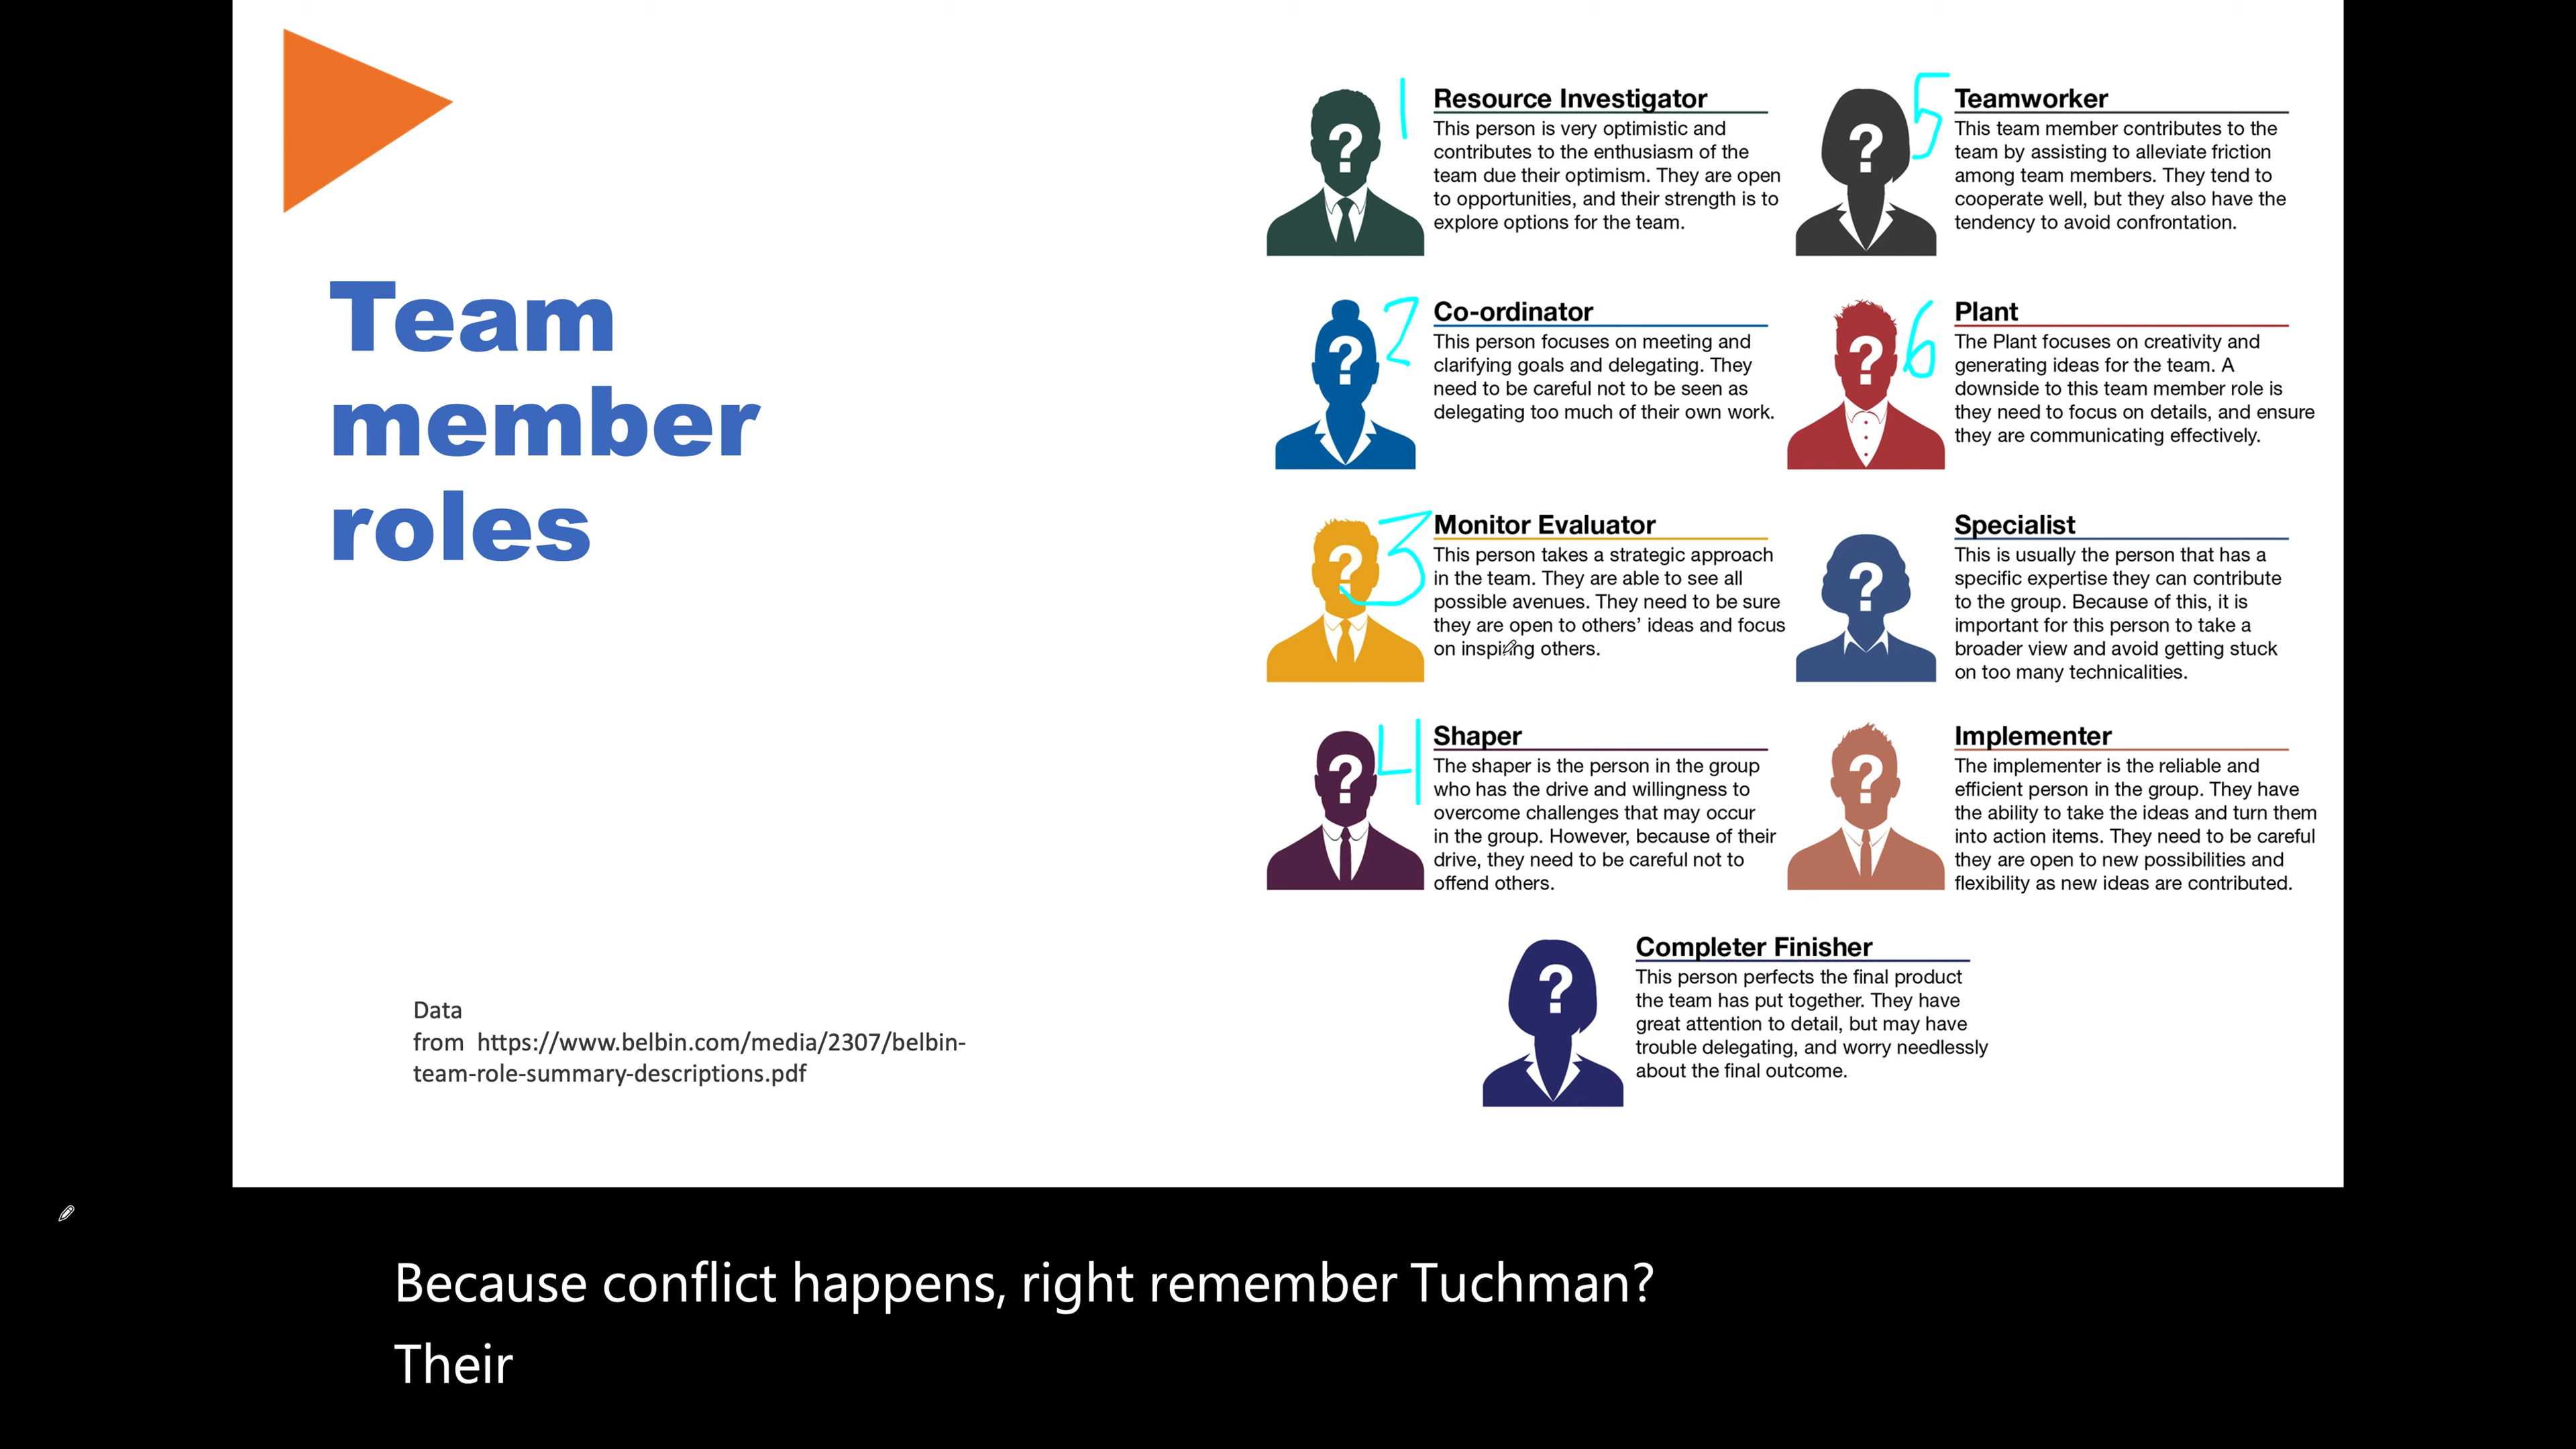 Team
member
roles
Data
from https://www.belbin.com/media/2307/belbin-
team-role-summary-descriptions.pdf
?
1
Resource Investigator
This person is very optimistic and
contributes to the enthusiasm of the
team due their optimism. They are open
to opportunities, and their strength is to
explore options for the team.
?
2
Co-ordinator
This person focuses on meeting and
clarifying goals and delegating. They
need to be careful not to be seen as
delegating too much of their own work.
?
3
Monitor Evaluator
This person takes a strategic approach
in the team. They are able to see all
possible avenues. They need to be sure
they are open to others’ ideas and focus
on inspiring others.
?
4
Shaper
The shaper is the person in the group
who has the drive and willingness to
overcome challenges that may occur
in the group. However, because of their
drive, they need to be careful not to
offend others.
?
5
Teamworker
This team member contributes to the
team by assisting to alleviate friction
among team members. They tend to
cooperate well, but they also have the
tendency to avoid confrontation.
?
6
Plant
The Plant focuses on creativity and
generating ideas for the team. A
downside to this team member role is
they need to focus on details, and ensure
they are communicating effectively.
?
Specialist
This is usually the person that has a
specific expertise they can contribute
to the group. Because of this, it is
important for this person to take a
broader view and avoid getting stuck
on too many technicalities.
?
Implementer
The implementer is the reliable and
efficient person in the group. They have
the ability to take the ideas and turn them
into action items. They need to be careful
they are open to new possibilities and
flexibility as new ideas are contributed.
?
Completer Finisher
This person perfects the final product
the team has put together. They have
great attention to detail, but may have
trouble delegating, and worry needlessly
about the final outcome.
Because conflict happens, right remember Tuchman?
Their